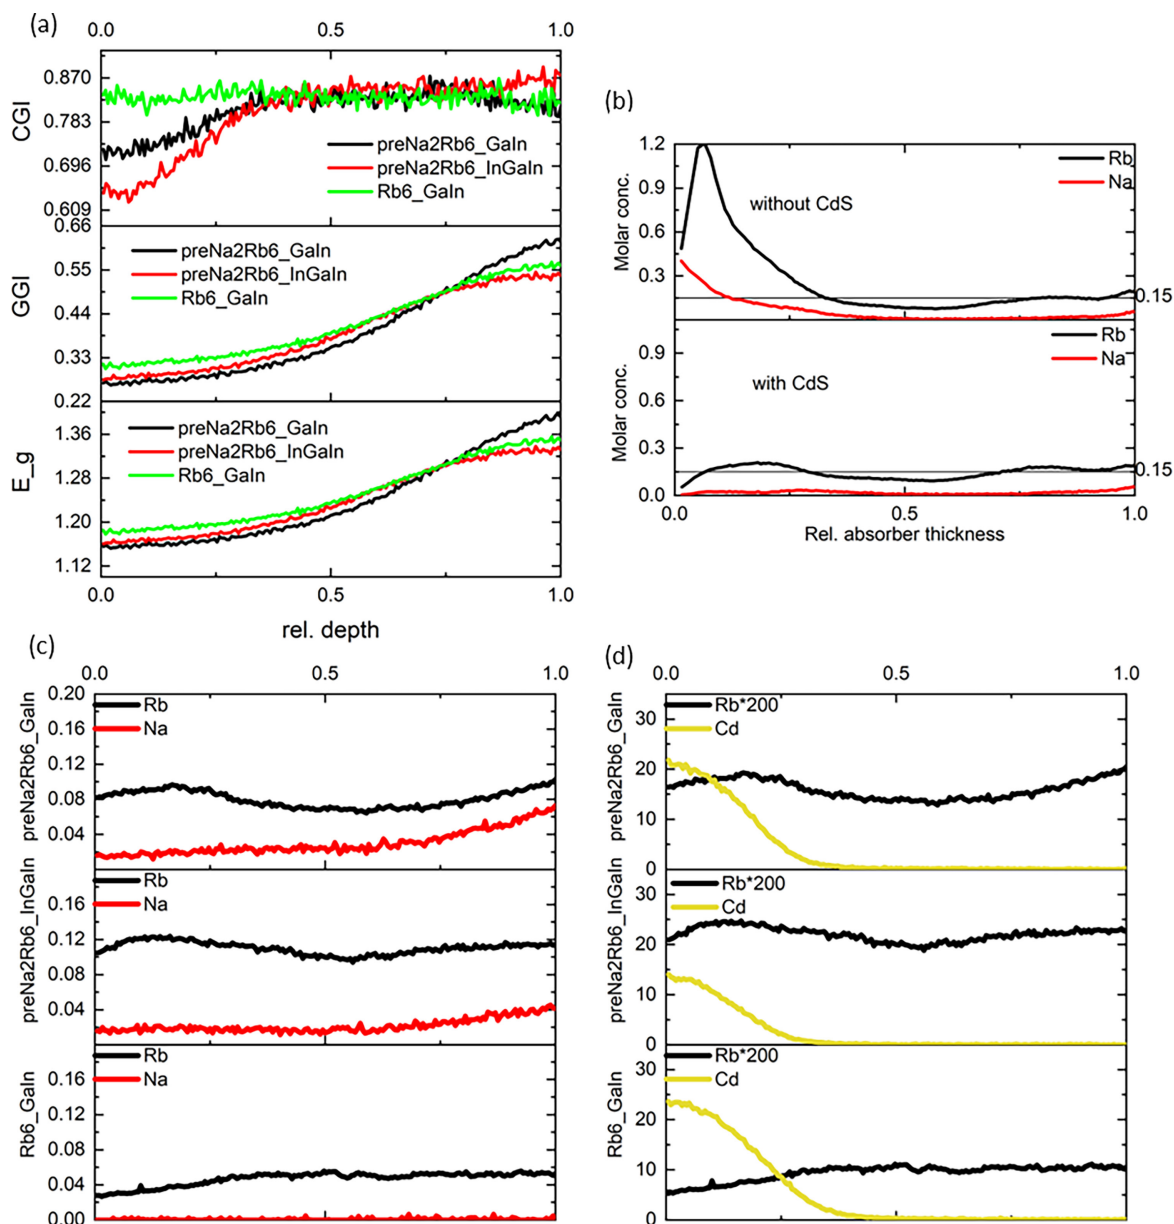 (a)
0.0 0.5 1.0
0.870
0.783
0.696
0.609
CGI
preNa2Rb6_GaIn
preNa2Rb6_InGaIn
Rb6_GaIn
0.66
0.55
0.44
0.33
0.22
GGI
preNa2Rb6_GaIn
preNa2Rb6_InGaIn
Rb6_GaIn
1.36
1.28
1.20
1.12
E_g
preNa2Rb6_GaIn
preNa2Rb6_InGaIn
Rb6_GaIn
0.0 0.5 1.0
rel. depth
(b)
1.2
0.9
0.6
0.3
Molar conc.
Rb
Na
without CdS
0.15
0.9
0.6
0.3
0.0
Molar conc.
Rb
Na
with CdS
0.15
0.0 0.5 1.0
Rel. absorber thickness
(c)
0.0 0.5 1.0
0.20
0.16
0.12
0.08
0.04
preNa2Rb6_GaIn
Rb
Na
0.16
0.12
0.08
0.04
preNa2Rb6_InGaIn
Rb
Na
0.16
0.12
0.08
0.04
0.00
Rb6_GaIn
Rb
Na
(d)
0.0 0.5 1.0
30
20
10
0
preNa2Rb6_GaIn
Rb*200
Cd
30
20
10
0
preNa2Rb6_InGaIn
Rb*200
Cd
30
20
10
0
Rb6_GaIn
Rb*200
Cd